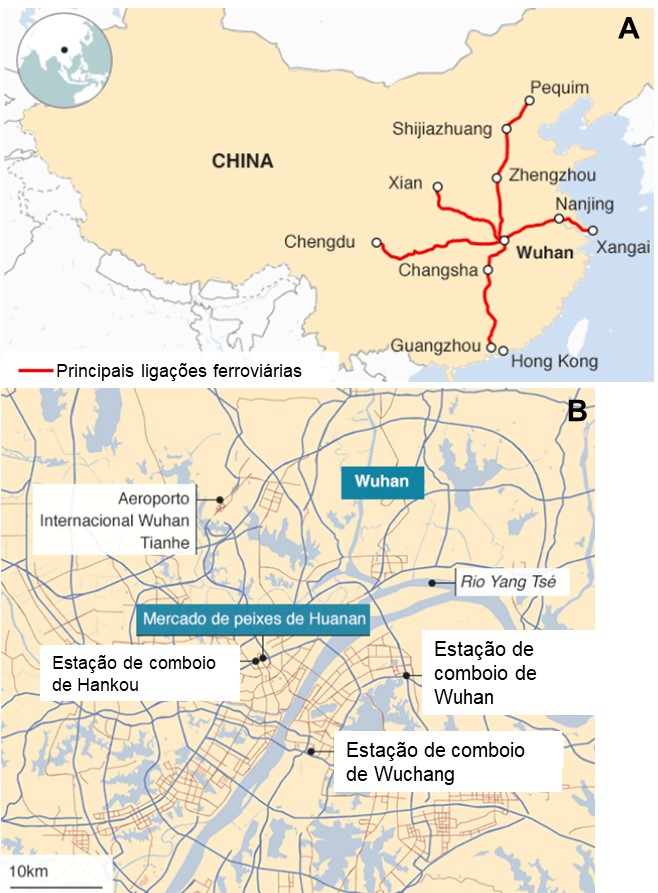 A
Pequim
Shijiazhuang
CHINA
Zhengzhou
Xian
Nanjing
Chengdu
Wuhan
Xangai
Changsha
Guangzhou
Hong Kong
Principais ligações ferroviárias
B
Wuhan
Aeroporto
Internacional Wuhan
Tianhe
Rio Yang Tsé
Mercado de peixes de Huanan
Estação de comboio
de Hankou
Estação de
comboio de
Wuhan
Estação de comboio
de Wuchang
10km